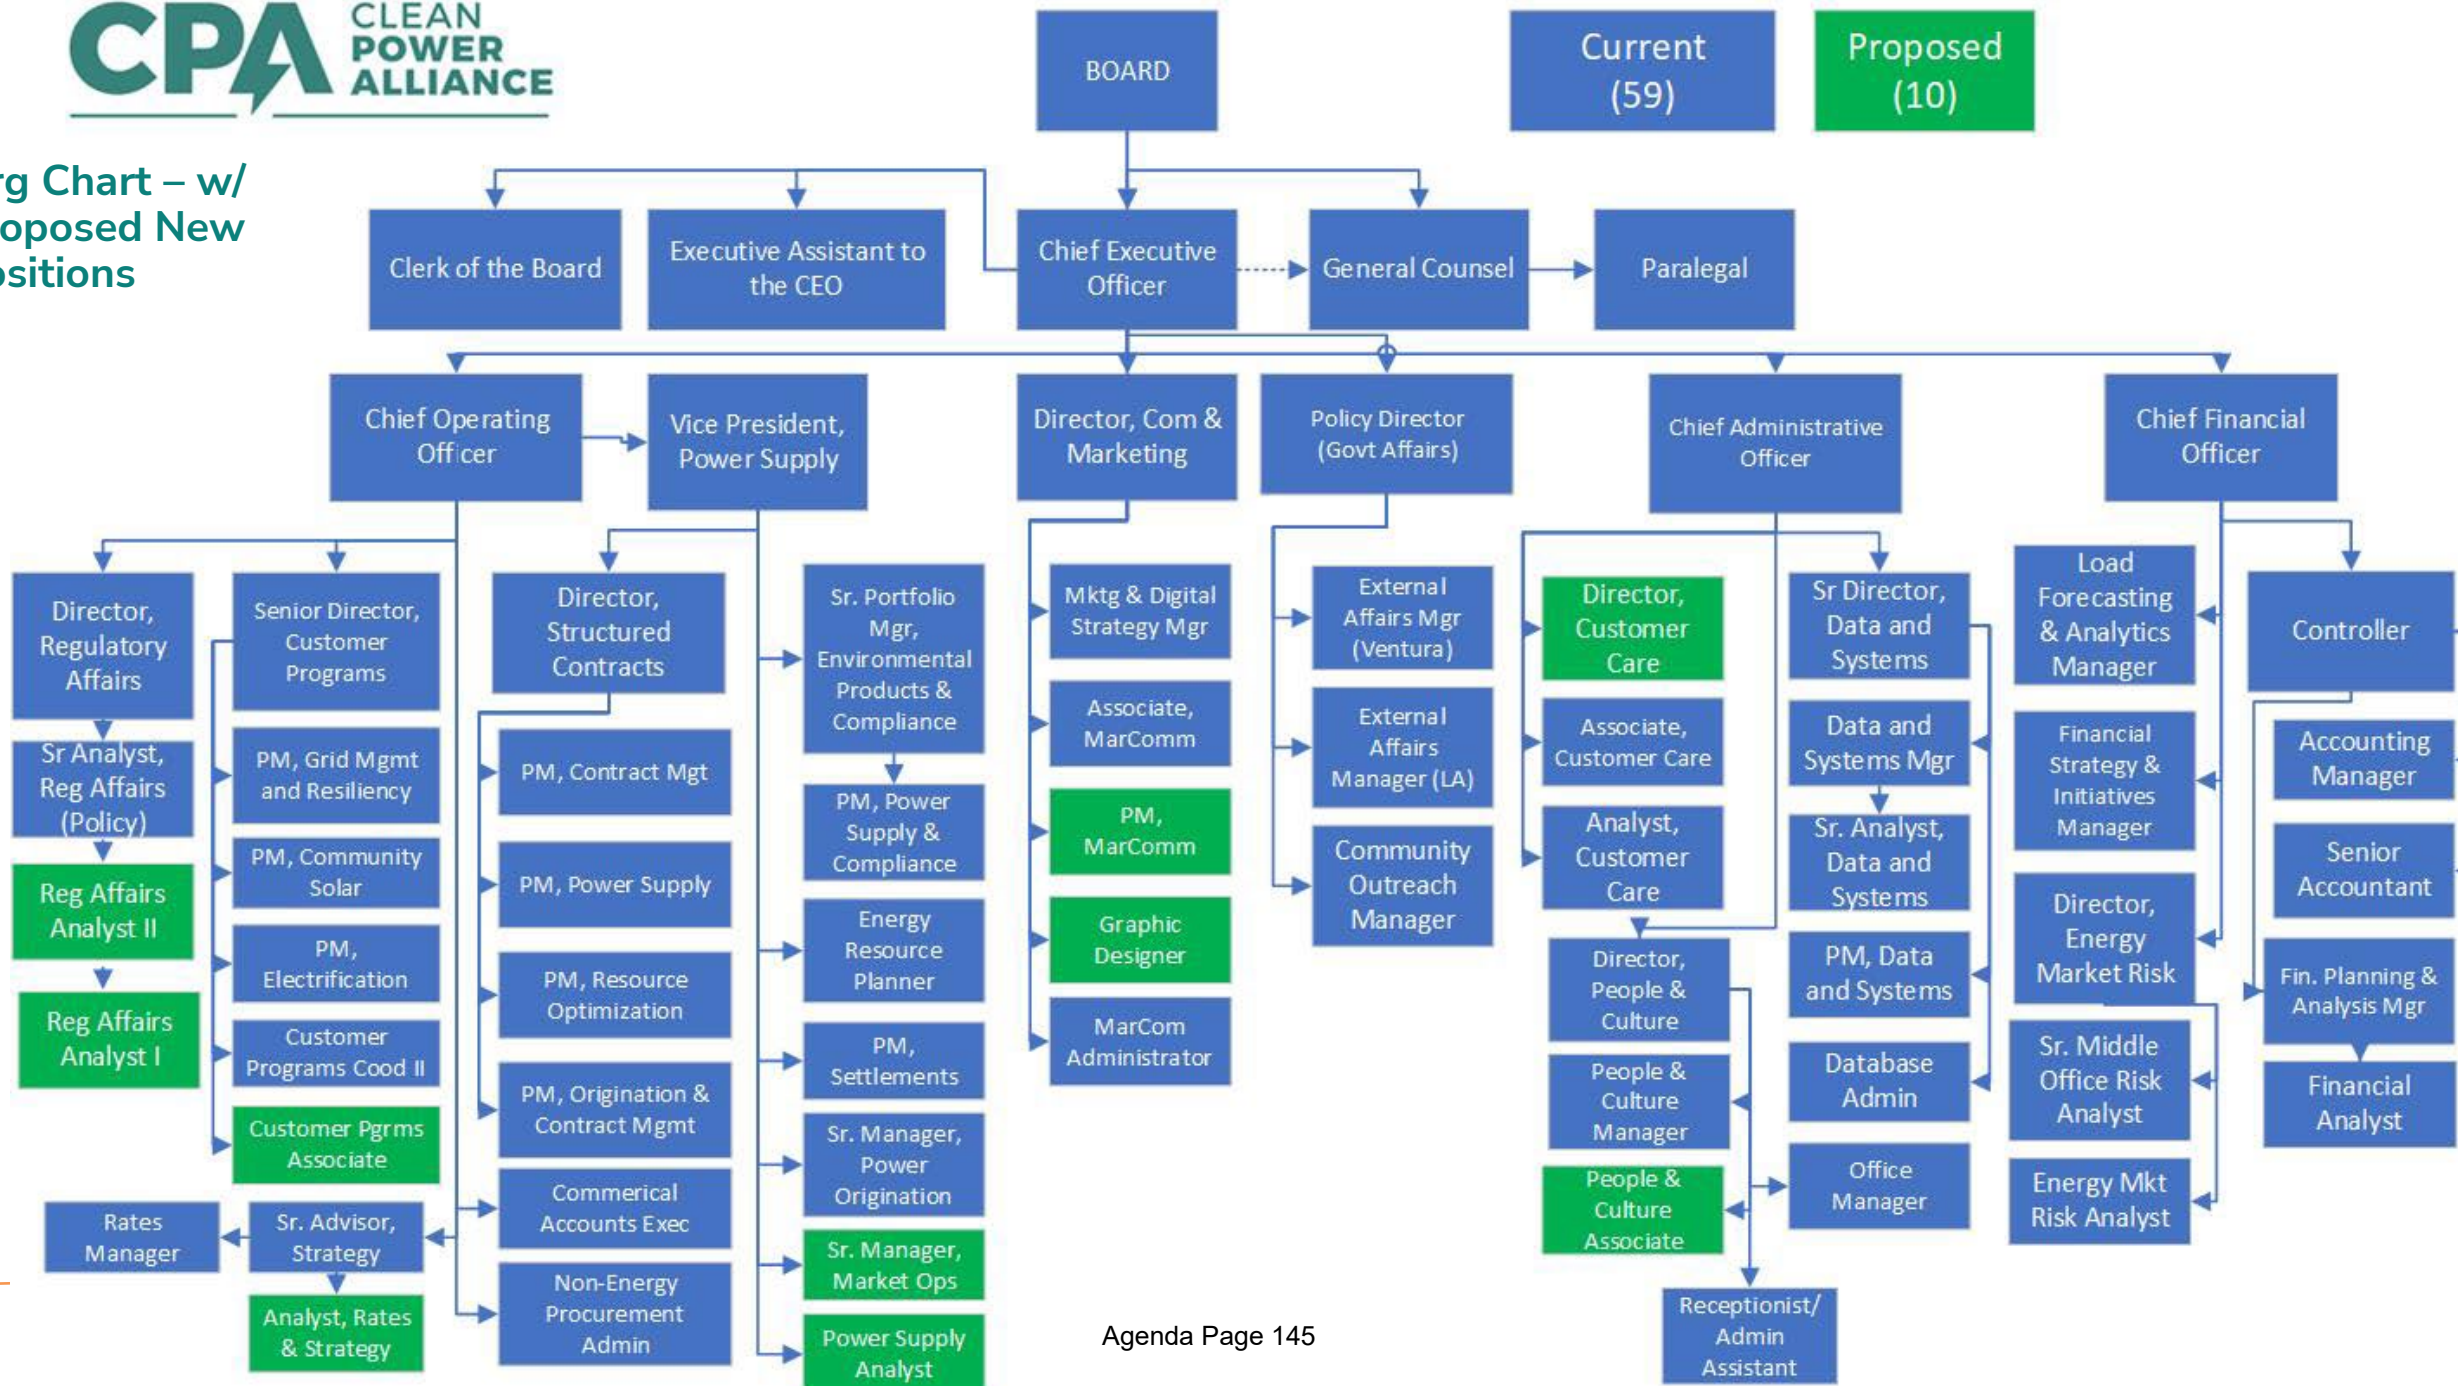 CPA
CLEAN
POWER
ALLIANCE
rg Chart – w/
oposed New
ositions
BOARD
Current
(59)
Proposed
(10)
Clerk of the Board
Executive Assistant to
the CEO
Chief Executive
Officer
General Counsel
Paralegal
Chief Operating
Officer
Vice President,
Power Supply
Director, Com &
Marketing
Policy Director
(Govt Affairs)
Chief Administrative
Officer
Chief Financial
Officer
Director,
Regulatory
Affairs
Sr Analyst,
Reg Affairs
(Policy)
Reg Affairs
Analyst II
Reg Affairs
Analyst I
Senior Director,
Customer
Programs
PM, Grid Mgmt
and Resiliency
PM, Community
Solar
PM,
Electrification
Customer
Programs Cood II
Customer Pgrms
Associate
Rates
Manager
Sr. Advisor,
Strategy
Analyst, Rates
& Strategy
Director,
Structured
Contracts
PM, Contract Mgt
PM, Power Supply
PM, Resource
Optimization
PM, Origination &
Contract Mgmt
Commerical
Accounts Exec
Non-Energy
Procurement
Admin
Sr. Portfolio
Mgr,
Environmental
Products &
Compliance
PM, Power
Supply &
Compliance
Energy
Resource
Planner
PM,
Settlements
Sr. Manager,
Power
Origination
Sr. Manager,
Market Ops
Power Supply
Analyst
Mktg & Digital
Strategy Mgr
Associate,
MarComm
PM,
MarComm
Graphic
Designer
MarCom
Administrator
External
Affairs Mgr
(Ventura)
External
Affairs
Manager (LA)
Community
Outreach
Manager
Director,
Customer
Care
Associate,
Customer Care
Analyst,
Customer
Care
Director,
People &
Culture
People &
Culture
Manager
People &
Culture
Associate
Receptionist/
Admin
Assistant
Sr Director,
Data and
Systems
Data and
Systems Mgr
Sr. Analyst,
Data and
Systems
PM, Data
and Systems
Database
Admin
Office
Manager
Load
Forecasting
& Analytics
Manager
Financial
Strategy &
Initiatives
Manager
Director,
Energy
Market Risk
Sr. Middle
Office Risk
Analyst
Energy Mkt
Risk Analyst
Controller
Accounting
Manager
Senior
Accountant
Fin. Planning &
Analysis Mgr
Financial
Analyst
Agenda Page 145